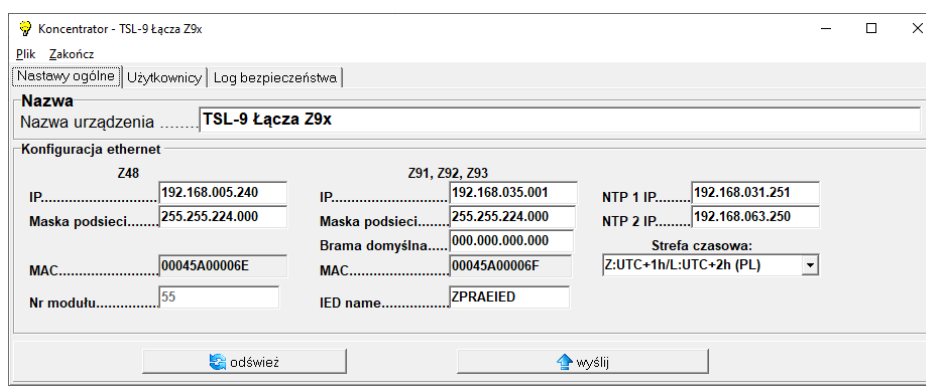 Koncentrator - TSL-9 Łącza Z9x
Plik Zakończ
Nastawy ogólne Użytkownicy Log bezpieczeństwa
Nazwa
Nazwa urządzenia ........ TSL-9 Łącza Z9x
Konfiguracja ethernet
Z48 Z91, Z92, Z93
IP............................ 192.168.005.240 IP............................ 192.168.035.001 NTP 1 IP......... 192.168.031.251
Maska podsieci....... 255.255.224.000 Maska podsieci....... 255.255.224.000 NTP 2 IP......... 192.168.063.250
Brama domyślna..... 000.000.000.000 Strefa czasowa:
MAC........................ 00045A00006E MAC........................ 00045A00006F Z:UTC+1h/L:UTC+2h (PL)
Nr modułu............... 55 IED name................ ZPRAEIED
odśwież wyślij